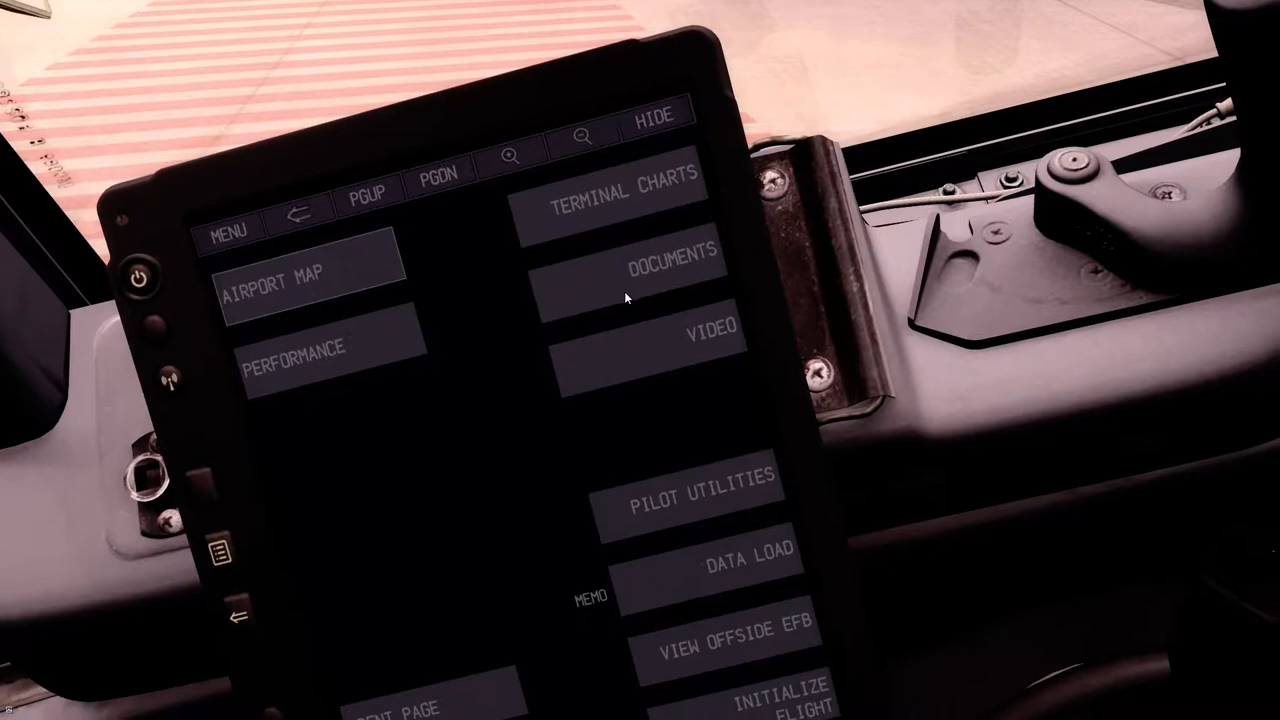 MENU
PGUP
PGDN
HIDE
AIRPORT MAP
PERFORMANCE
TERMINAL CHARTS
DOCUMENTS
VIDEO
PILOT UTILITIES
DATA LOAD
MEMO
VIEW OFFSIDE EFB
INITIALIZE
FLIGHT
PAGE